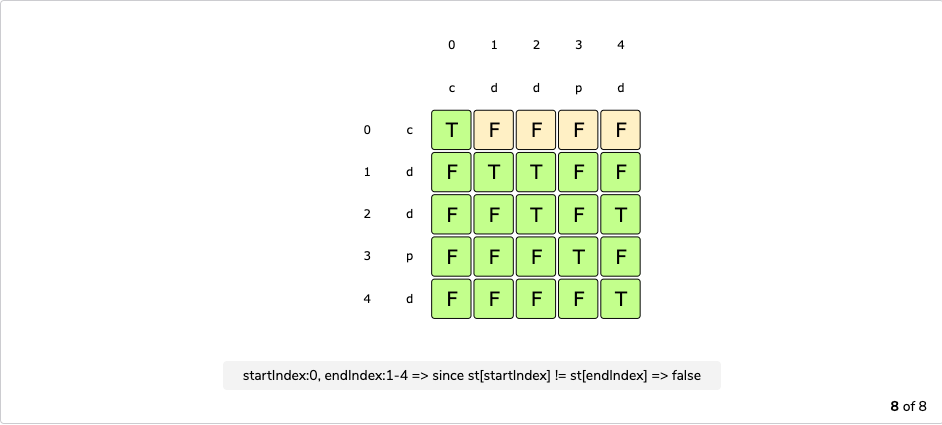 0 1 2 3 4
c d d p d
0 c T F F F F
1 d F T T F F
2 d F F T F T
3 p F F F T F
4 d F F F F T
startIndex:0, endIndex:1-4 => since st[startIndex] != st[endIndex] => false
8 of 8